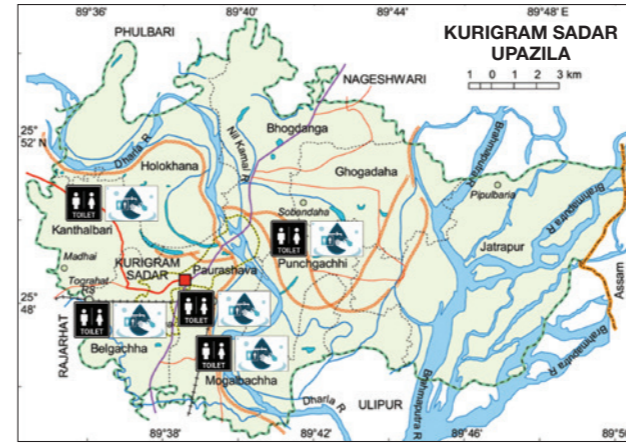 89°36' 89°40' 89°44' 89°48' E
PHULBARI
KURIGRAM SADAR
UPAZILA
1 0 1 2 3 km
NAGESHWARI
25°
52' N
Bhogdanga
Dharla R
Nil Kamal R
Brahmaputra R
Holokhana
Ghogadaha
Pipulbaria
Brahmaputra R
Sobendaha
TOILET
Kanthalbari
TOILET
Punchgachhi
Jatrapur
Madhai
KURIGRAM
SADAR
Paurashava
Tograhat
RS
Assam
25°
48'
TOILET
TOILET
RAJARHAT
Belgachha
TOILET
Mogalbachha
Brahmaputra R
Brahmaputra R
Dharla R
ULIPUR
89°38' 89°42' 89°46' 89°50'